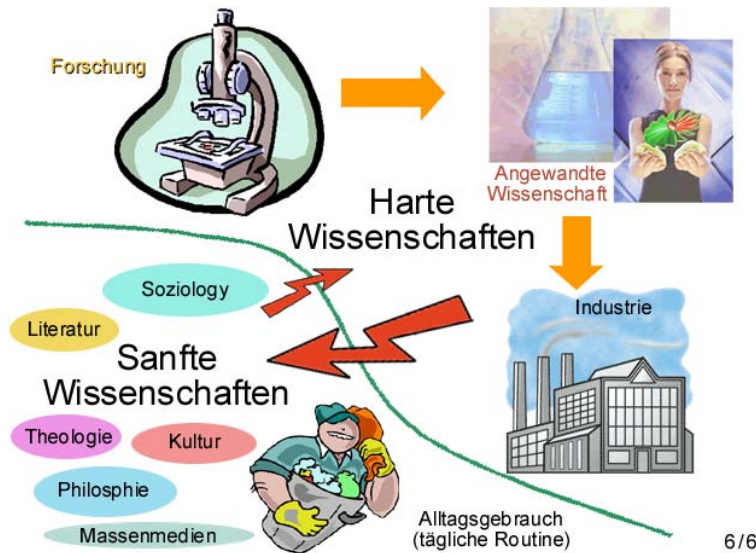 Forschung
Angewandte
Wissenschaft
Harte
Wissenschaften
Soziology
Industrie
Literatur
Sanfte
Wissenschaften
Theologie
Kultur
Philosphie
Massenmedien
Alltagsgebrauch
(tägliche Routine)
6/6